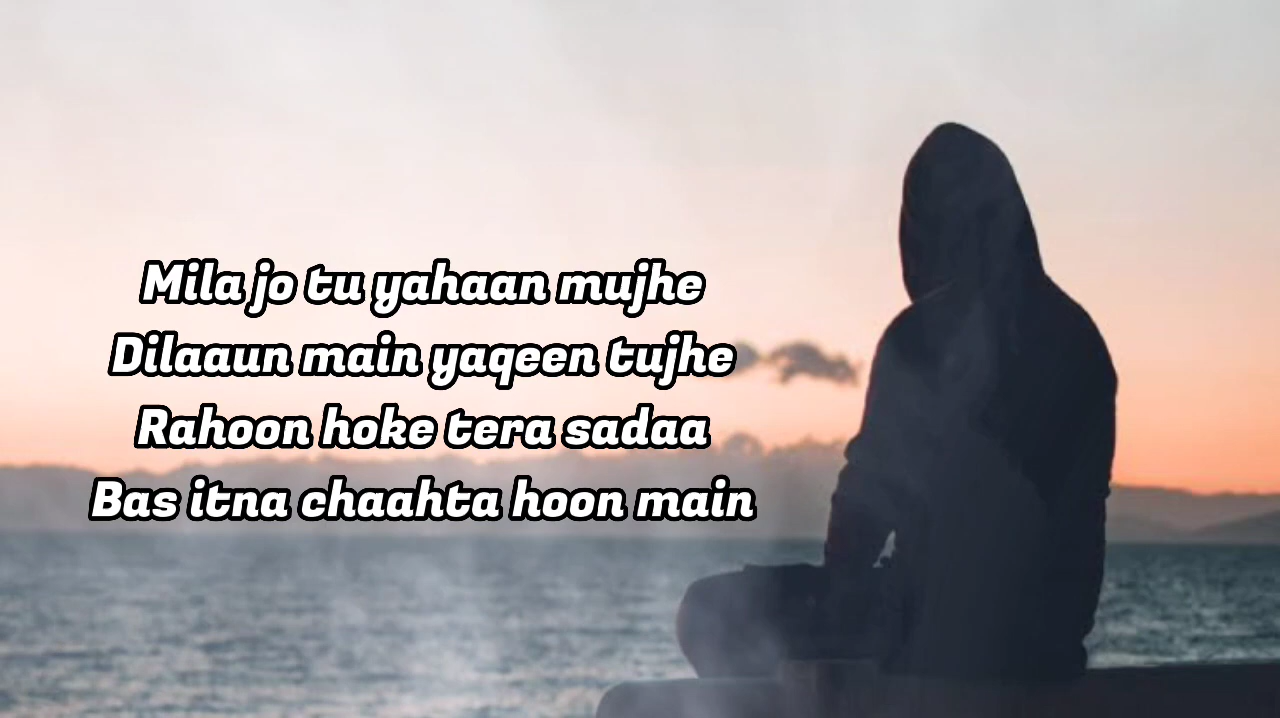 Mila jo tu yahaan mujhe
Dilaaun main yaqeen tujhe
Rahoon hoke tera sadaa
Bas itna chaahta hoon main